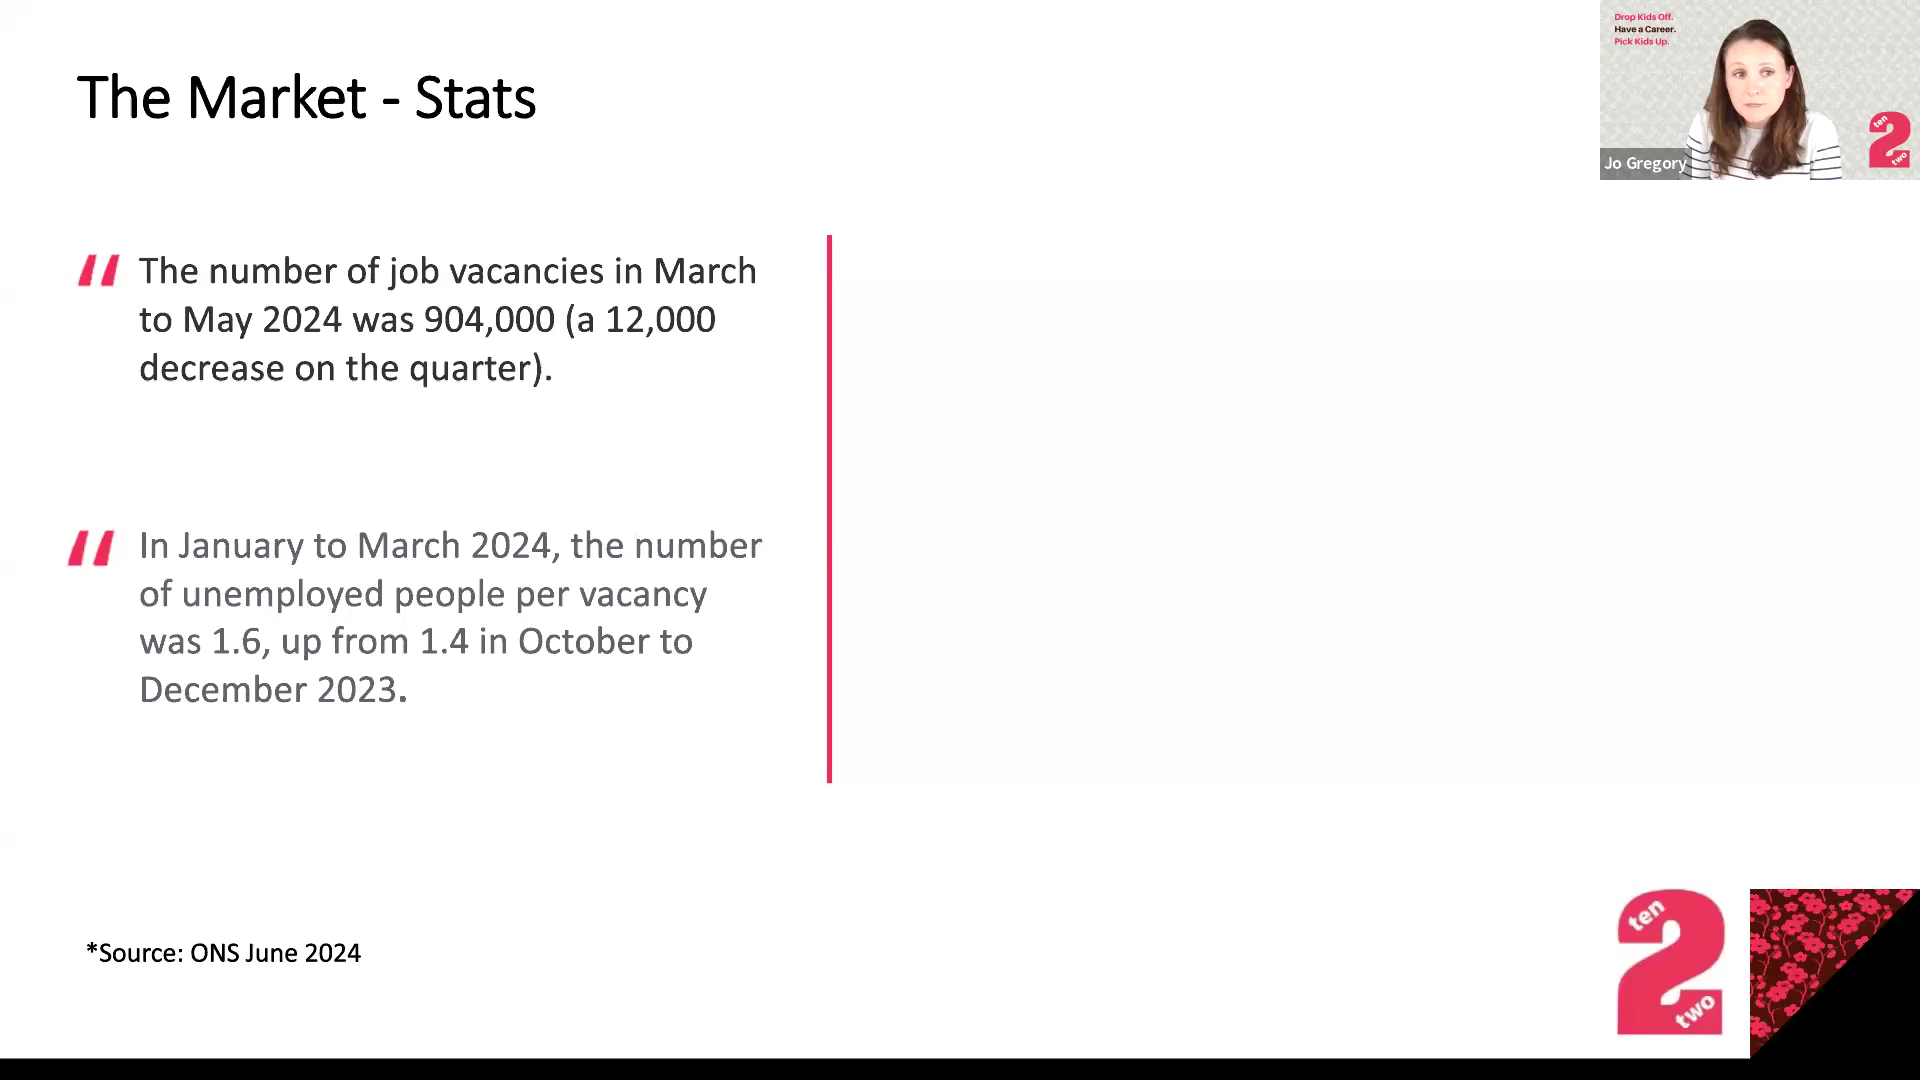 The Market - Stats
Drop Kids Off.
Have a Career.
Pick Kids Up.
ten
2
two
Jo Gregory
“ The number of job vacancies in March
to May 2024 was 904,000 (a 12,000
decrease on the quarter).
“ In January to March 2024, the number
of unemployed people per vacancy
was 1.6, up from 1.4 in October to
December 2023.
*Source: ONS June 2024
ten
2
two